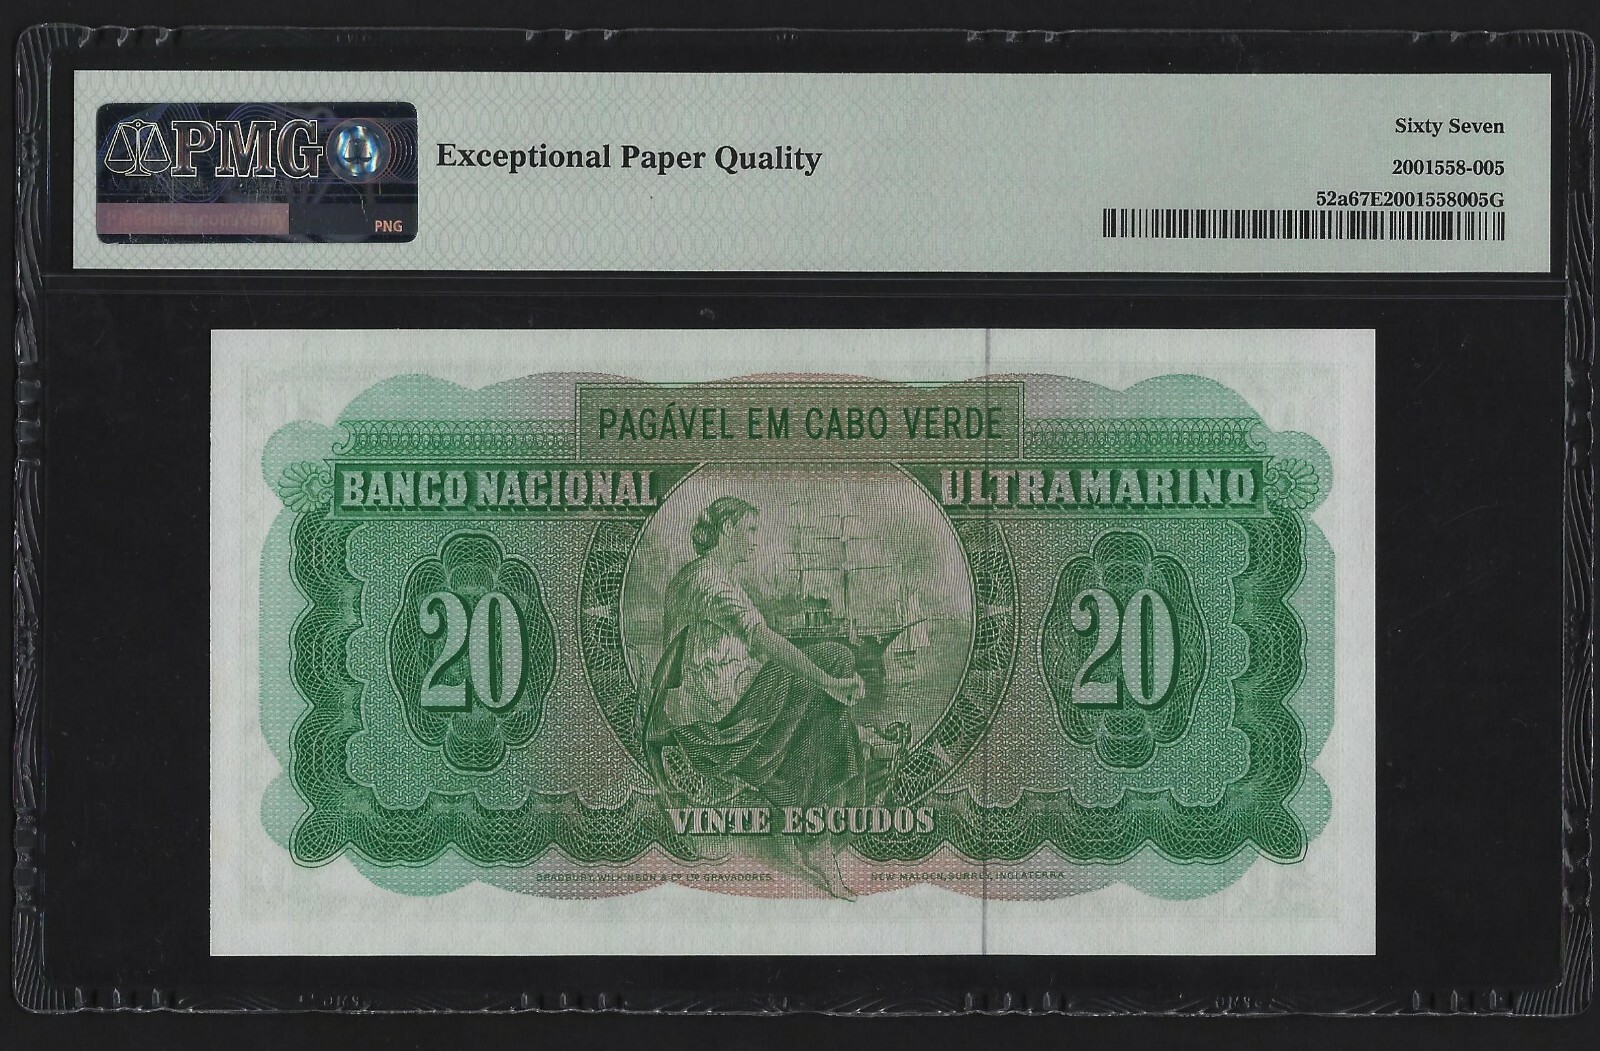 PMG
PNG
Exceptional Paper Quality
Sixty Seven
2001558-005
52a67E2001558005G
PAGÁVEL EM CABO VERDE
BANCO NACIONAL ULTRAMARINO
20 20
VINTE ESCUDOS
BRADBURY, WILKINSON & Cº LTD GRAVADORES. NEW MALDEN, SURREY, INGLATERRA